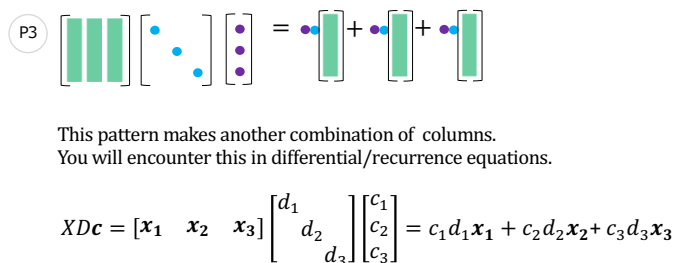 P3
= + +
This pattern makes another combination of columns.
You will encounter this in differential/recurrence equations.
XDc = [x₁ x₂ x₃] [d₁ d₂ d₃] [c₁ c₂ c₃] = c₁d₁x₁ + c₂d₂x₂+ c₃d₃x₃